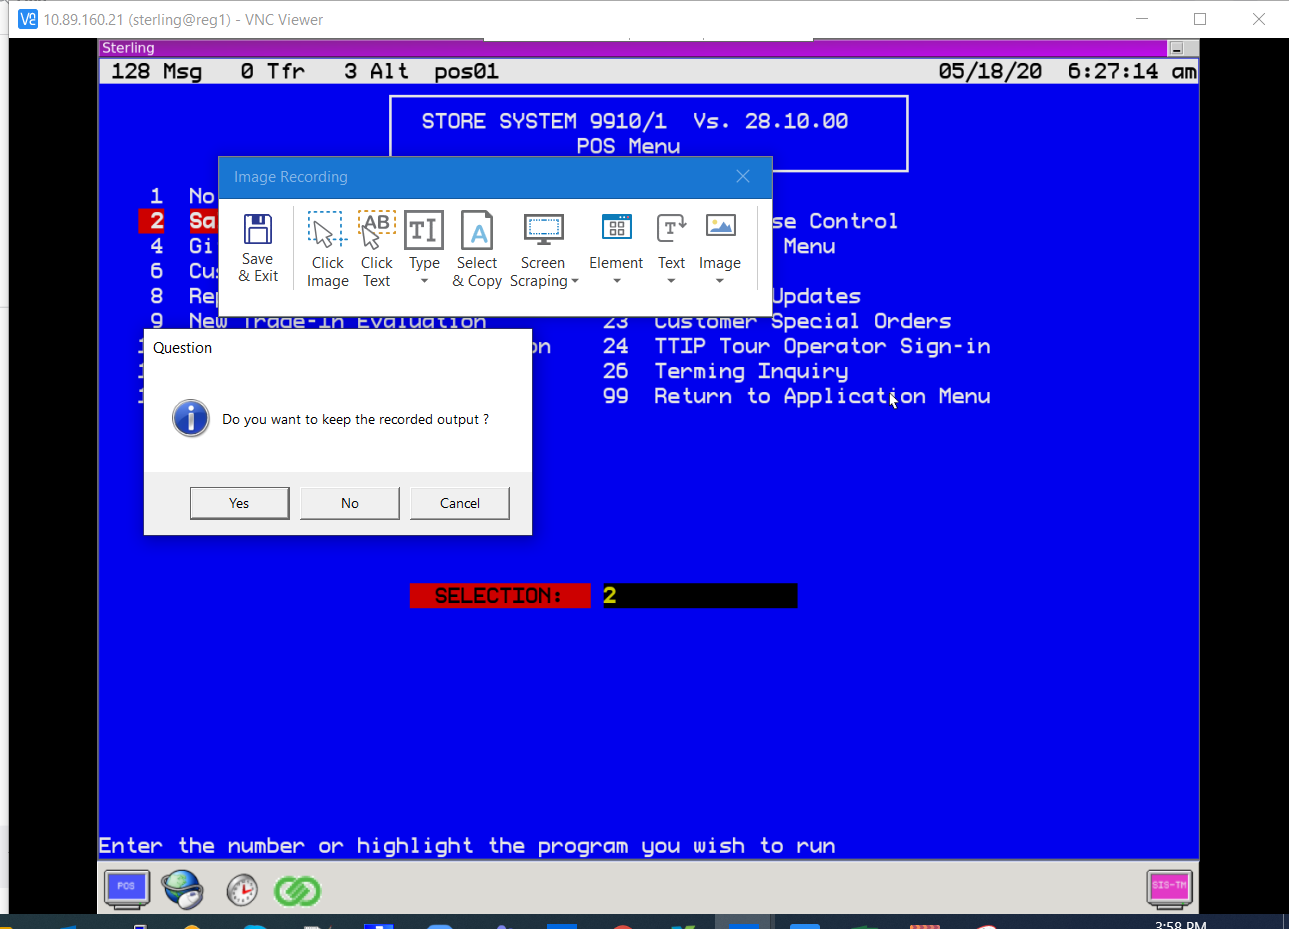 10.89.160.21 (sterling@reg1) - VNC Viewer
Sterling
128 Msg 0 Tfr 3 Alt pos01 05/18/20 6:27:14 am
STORE SYSTEM 9910/1 Vs. 28.10.00
POS Menu
Image Recording
Save & Exit
Click Image
Click Text
Type
Select & Copy
Screen Scraping
Element
Text
Image
1 No
2 Sa
se Control
4 Gi
Menu
6 Cus
8 Rep
Updates
9 New Trade-In Evaluation 23 Customer Special Orders
on 24 TTIP Tour Operator Sign-in
26 Terming Inquiry
99 Return to Application Menu
Question
Do you want to keep the recorded output ?
Yes No Cancel
SELECTION: 2
Enter the number or highlight the program you wish to run
POS
SIS-TM
3:58 PM